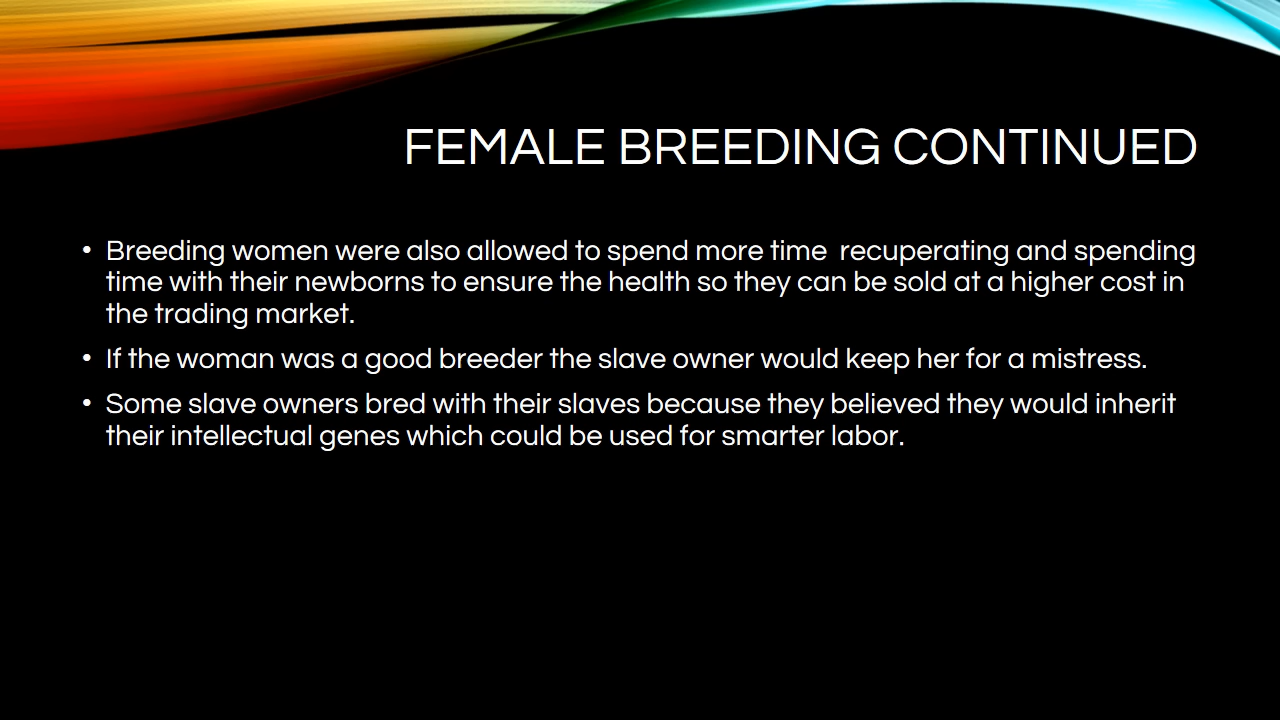 FEMALE BREEDING CONTINUED
• Breeding women were also allowed to spend more time  recuperating and spending
time with their newborns to ensure the health so they can be sold at a higher cost in
the trading market.
• If the woman was a good breeder the slave owner would keep her for a mistress.
• Some slave owners bred with their slaves because they believed they would inherit
their intellectual genes which could be used for smarter labor.